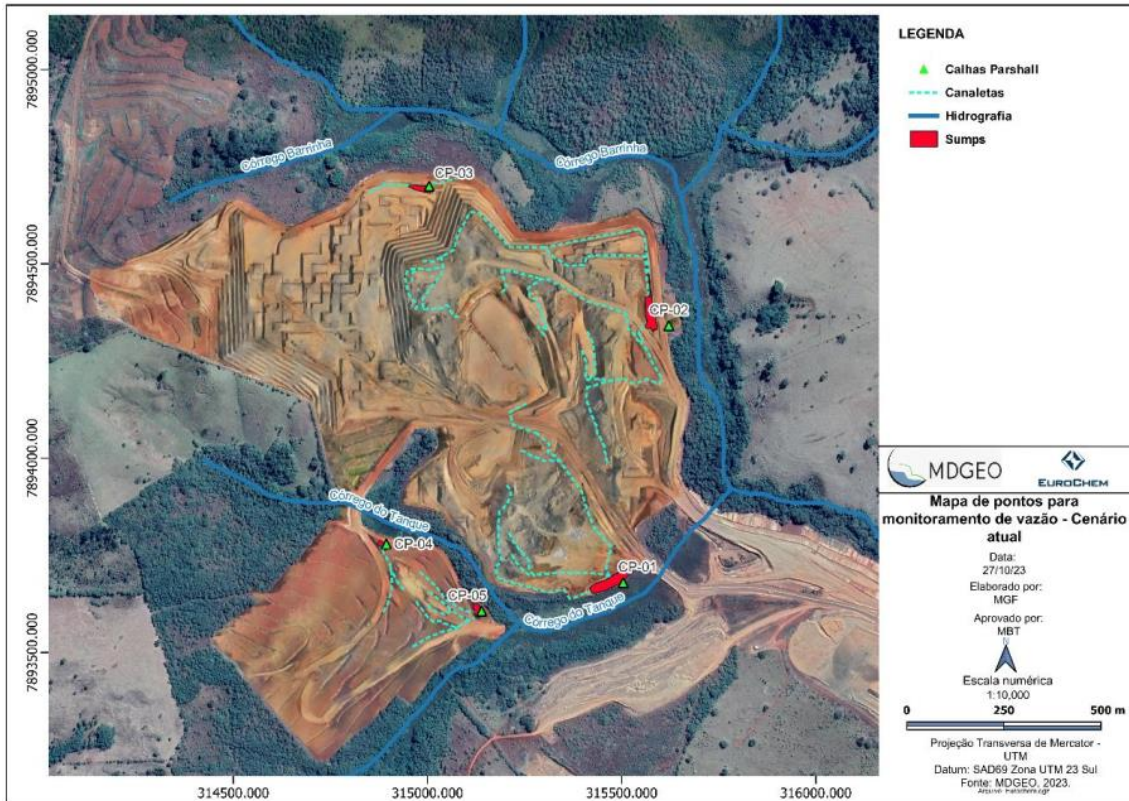 7895000.000
7894500.000
7894000.000
7893500.000
314500.000
315000.000
315500.000
316000.000
Córrego Barrinha
Córrego Barrinha
CP-03
CP-02
Córrego do Tanque
CP-04
CP-01
CP-05
Córrego do Tanque
LEGENDA
Calhas Parshall
Canaletas
Hidrografia
Sumps
MDGEO
EUROCHEM
Mapa de pontos para
monitoramento de vazão - Cenário
atual
Data:
27/10/23
Elaborado por:
MGF
Aprovado por:
MBT
N
Escala numérica
1:10,000
0 250 500 m
Projeção Transversa de Mercator -
UTM
Datum: SAD69 Zona UTM 23 Sul
Fonte: MDGEO, 2023.